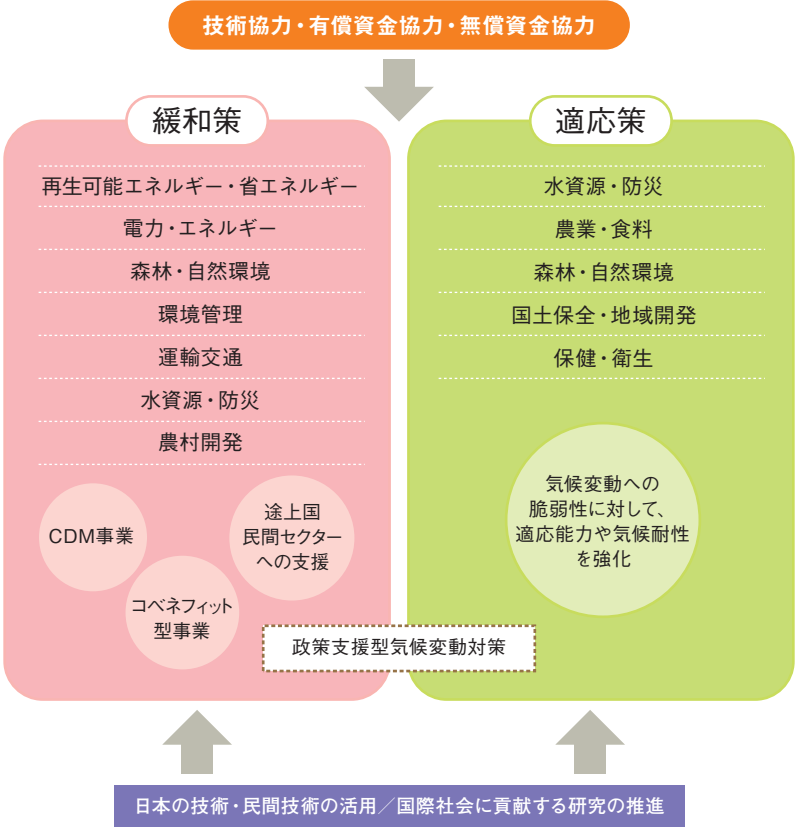 技術協力・有償資金協力・無償資金協力
緩和策
再生可能エネルギー・省エネルギー
電力・エネルギー
森林・自然環境
環境管理
運輸交通
水資源・防災
農村開発
CDM事業
途上国
民間セクター
への支援
コベネフィット
型事業
適応策
水資源・防災
農業・食料
森林・自然環境
国土保全・地域開発
保健・衛生
気候変動への
脆弱性に対して、
適応能力や気候耐性
を強化
政策支援型気候変動対策
日本の技術・民間技術の活用／国際社会に貢献する研究の推進